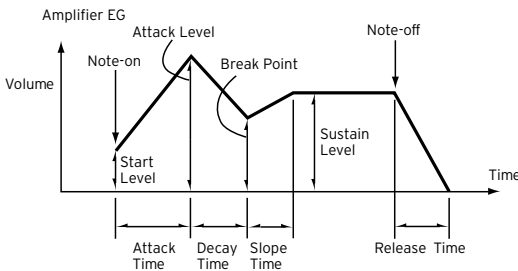 Amplifier EG
Attack Level
Note-off
Note-on
Break Point
Volume
Sustain
Level
Start
Level
Time
Attack
Time
Decay
Time
Slope
Time
Release Time